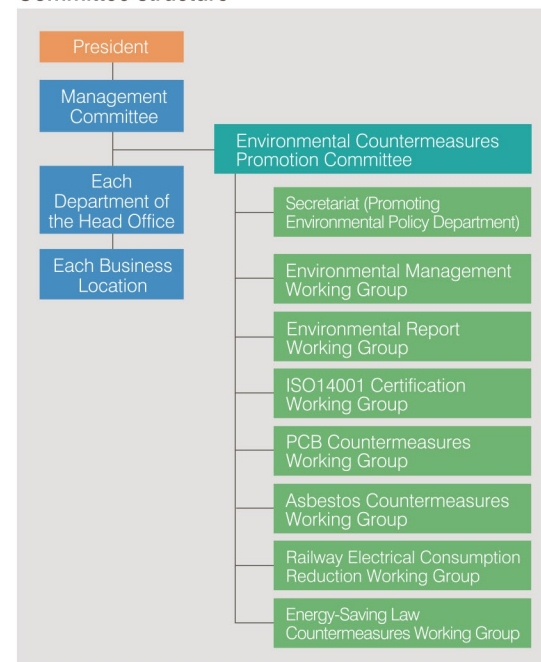 President
Management
Committee
Environmental Countermeasures
Promotion Committee
Each
Department of
the Head Office
Each Business
Location
Secretariat (Promoting
Environmental Policy Department)
Environmental Management
Working Group
Environmental Report
Working Group
ISO14001 Certification
Working Group
PCB Countermeasures
Working Group
Asbestos Countermeasures
Working Group
Railway Electrical Consumption
Reduction Working Group
Energy-Saving Law
Countermeasures Working Group